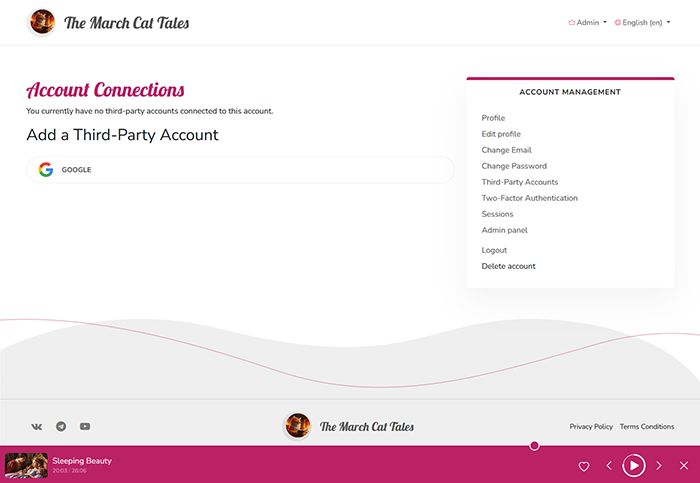 The March Cat Tales
Admin
English (en)
Account Connections
You currently have no third-party accounts connected to this account.
Add a Third-Party Account
GOOGLE
ACCOUNT MANAGEMENT
Profile
Edit profile
Change Email
Change Password
Third-Party Accounts
Two-Factor Authentication
Sessions
Admin panel
Logout
Delete account
The March Cat Tales
Privacy Policy
Terms Conditions
Sleeping Beauty
20:03 / 26:06